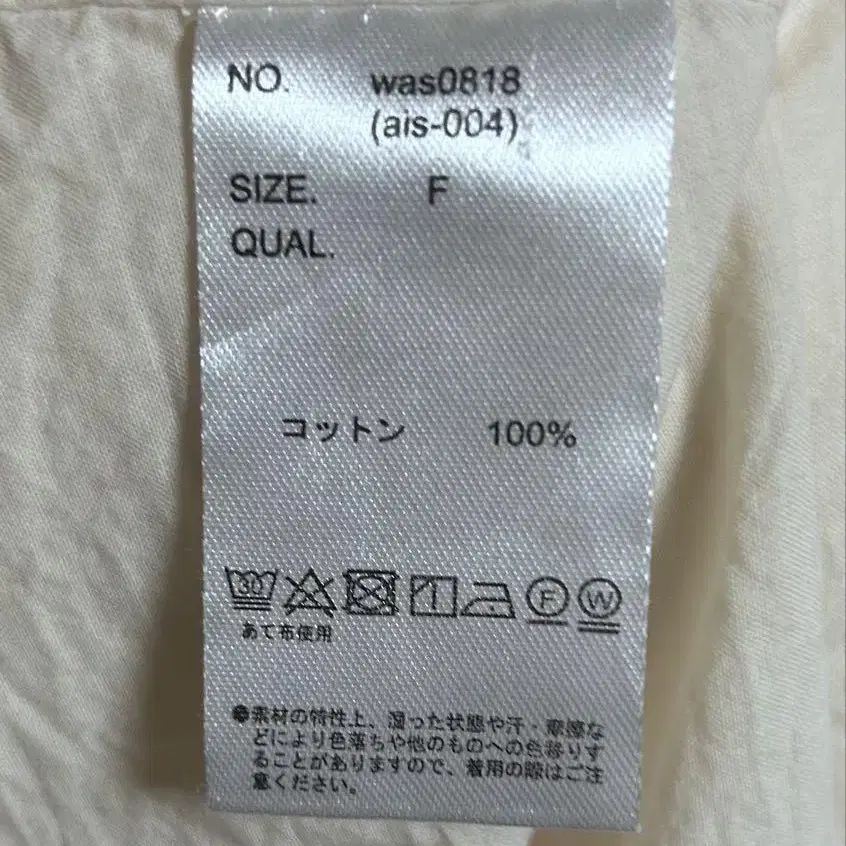 NO. was0818
(ais-004)
SIZE. F
QUAL.
コットン 100%
30 F W
あて布使用
●素材の特性上、湿った状態や汗・摩擦な
どにより色落ちや他のものへの色移りす
ることがありますので、着用の際はご注
意ください。